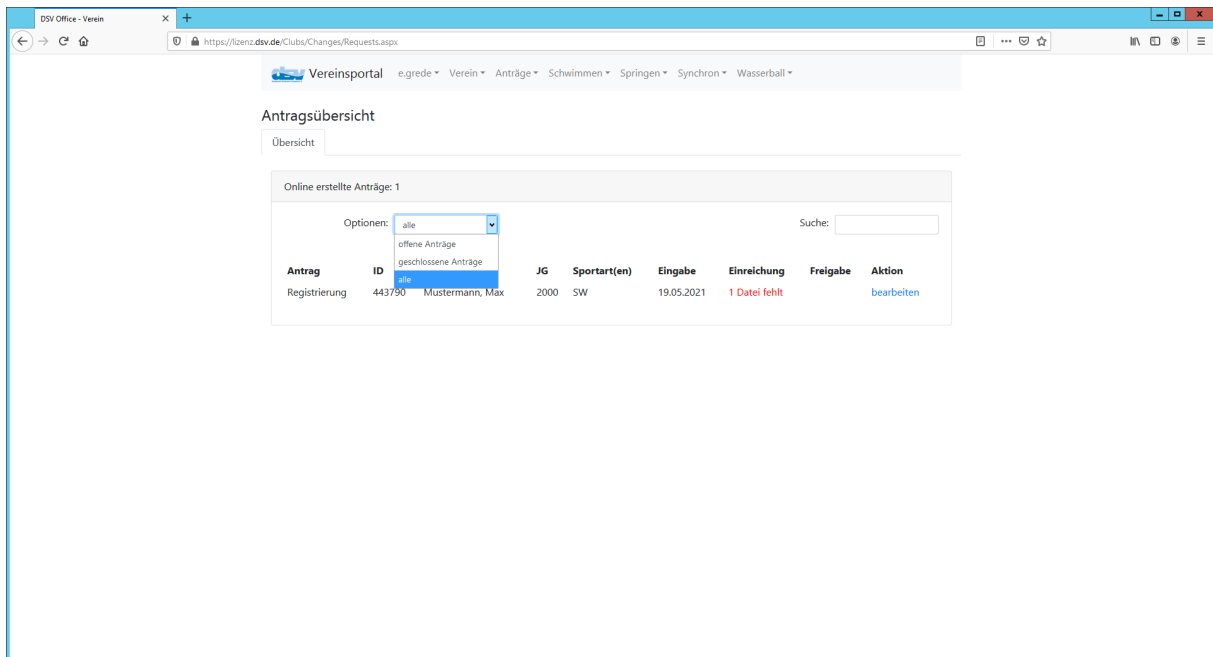 DSV Office - Verein
https://lizenz.dsv.de/Clubs/Changes/Requests.aspx
dsv Vereinsportal e.grede Verein Anträge Schwimmen Springen Synchron Wasserball
Antragsübersicht
Übersicht
Online erstellte Anträge: 1
Optionen: alle Suche:
offene Anträge
geschlossene Anträge
alle
Antrag ID JG Sportart(en) Eingabe Einreichung Freigabe Aktion
Registrierung 443790 Mustermann, Max 2000 SW 19.05.2021 1 Datei fehlt bearbeiten